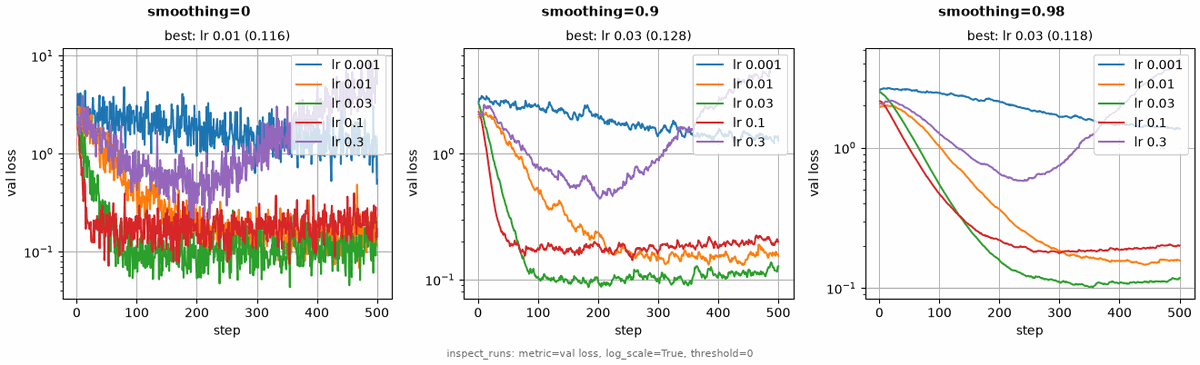 smoothing=0
best: lr 0.01 (0.116)
val loss
10¹
10⁰
10⁻¹
0 100 200 300 400 500
step
lr 0.001
lr 0.01
lr 0.03
lr 0.1
lr 0.3
smoothing=0.9
best: lr 0.03 (0.128)
val loss
10⁰
10⁻¹
0 100 200 300 400 500
step
lr 0.001
lr 0.01
lr 0.03
lr 0.1
lr 0.3
smoothing=0.98
best: lr 0.03 (0.118)
val loss
10⁰
10⁻¹
0 100 200 300 400 500
step
lr 0.001
lr 0.01
lr 0.03
lr 0.1
lr 0.3
inspect_runs: metric=val loss, log_scale=True, threshold=0